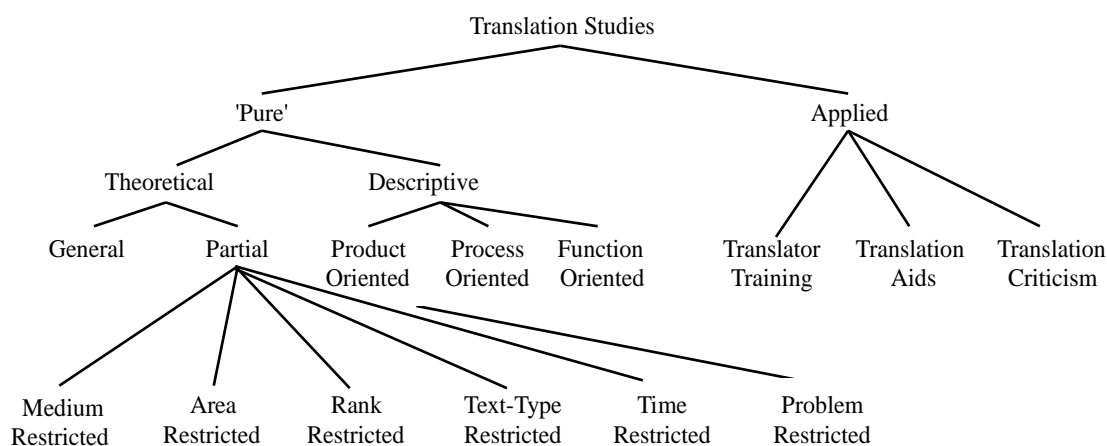 Translation Studies
'Pure' Applied
Theoretical Descriptive
General Partial Product Process Function Translator Translation Translation
Oriented Oriented Oriented Training Aids Criticism
Medium Area Rank Text-Type Time Problem
Restricted Restricted Restricted Restricted Restricted Restricted